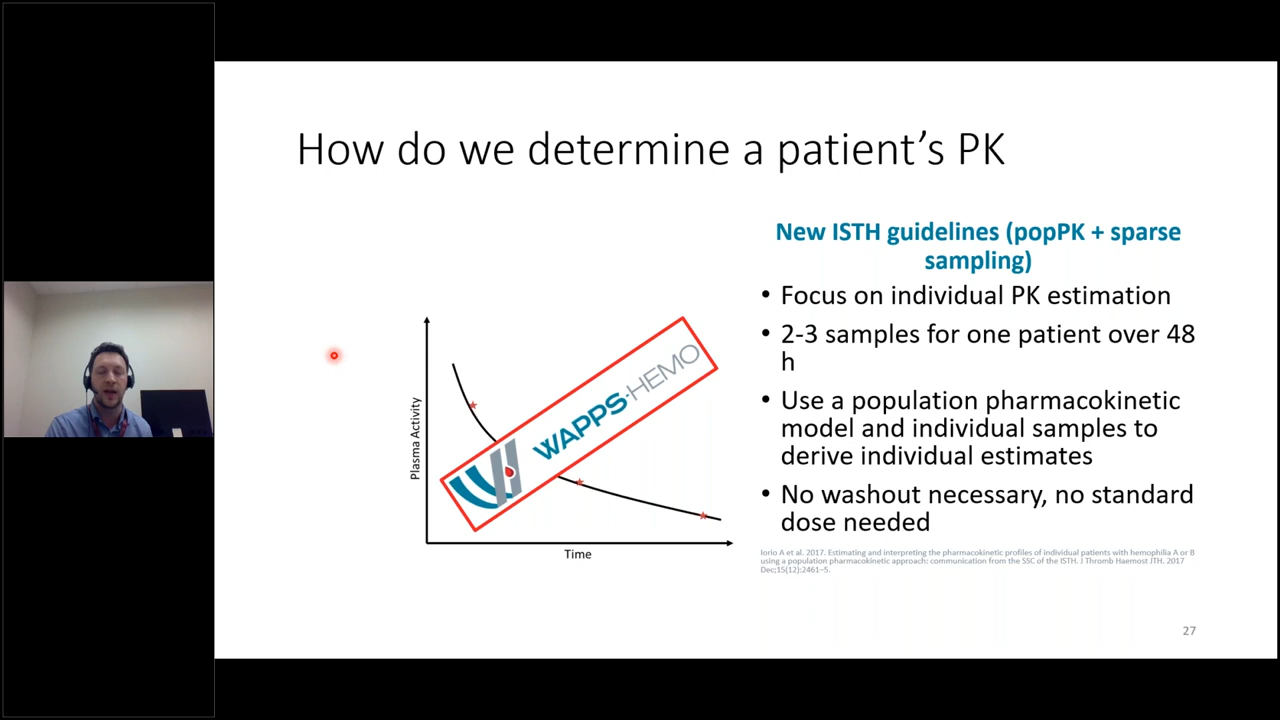 How do we determine a patient’s PK
New ISTH guidelines (popPK + sparse
sampling)
• Focus on individual PK estimation
• 2-3 samples for one patient over 48
h
• Use a population pharmacokinetic
model and individual samples to
derive individual estimates
• No washout necessary, no standard
dose needed
Iorio A et al. 2017. Estimating and interpreting the pharmacokinetic profiles of individual patients with hemophilia A or B
using a population pharmacokinetic approach: communication from the SSC of the ISTH. J Thromb Haemost JTH. 2017
Dec;15(12):2461–5.
Plasma Activity
WAPPS-HEMO
Time
27